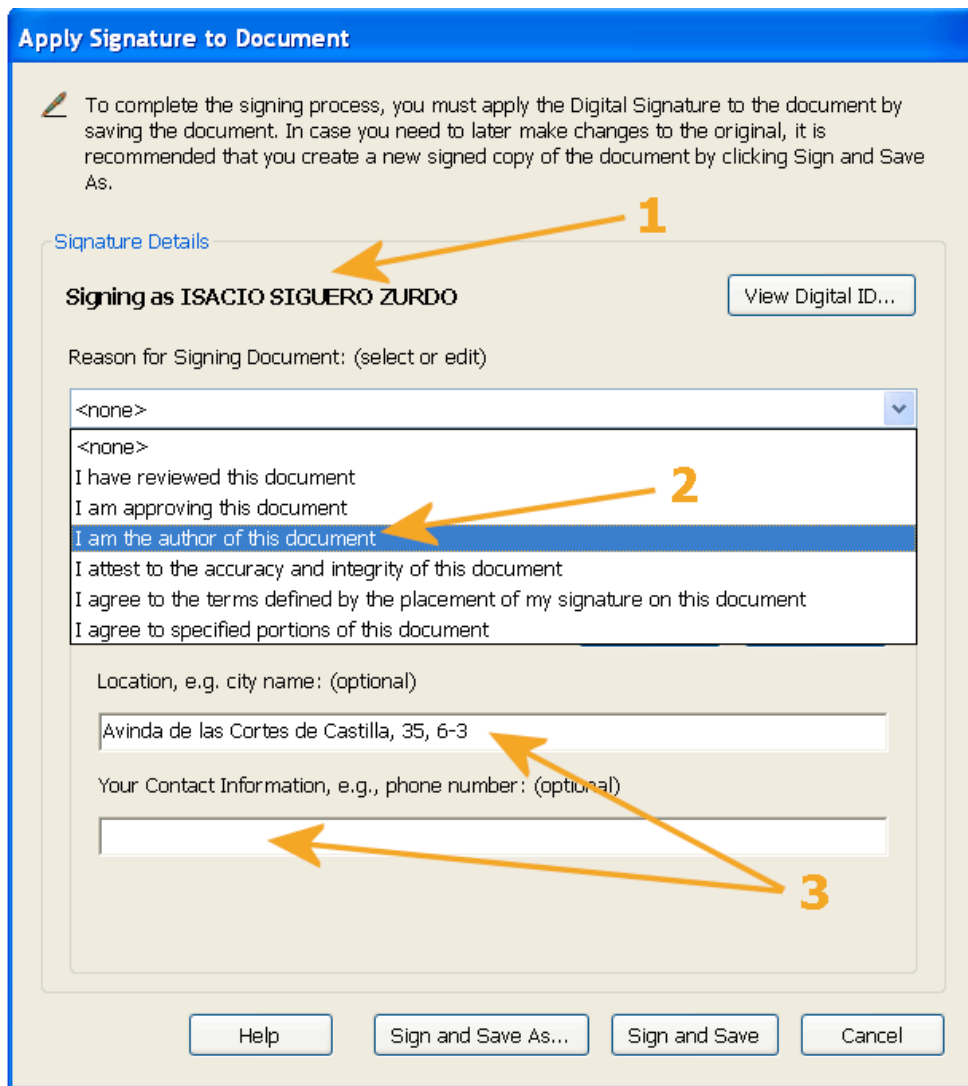 Apply Signature to Document
To complete the signing process, you must apply the Digital Signature to the document by
saving the document. In case you need to later make changes to the original, it is
recommended that you create a new signed copy of the document by clicking Sign and Save
As.
1
Signature Details
Signing as ISACIO SIGUERO ZURDO
View Digital ID...
Reason for Signing Document: (select or edit)
<none>
<none>
I have reviewed this document
2
I am approving this document
I am the author of this document
I attest to the accuracy and integrity of this document
I agree to the terms defined by the placement of my signature on this document
I agree to specified portions of this document
Location, e.g. city name: (optional)
Avinda de las Cortes de Castilla, 35, 6-3
Your Contact Information, e.g., phone number: (optional)
3
Help
Sign and Save As...
Sign and Save
Cancel